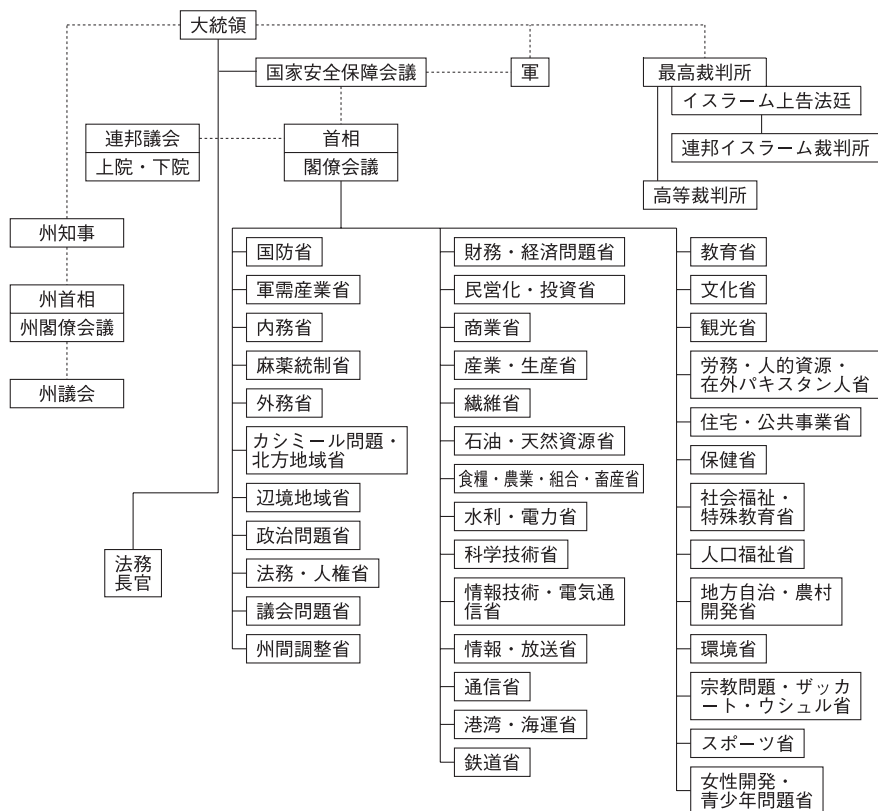 大統領
国家安全保障会議
軍
最高裁判所
イスラーム上告法廷
連邦イスラーム裁判所
高等裁判所
連邦議会
上院・下院
首相
閣僚会議
州知事
州首相
州閣僚会議
州議会
法務
長官
国防省
軍需産業省
内務省
麻薬統制省
外務省
カシミール問題・
北方地域省
辺境地域省
政治問題省
法務・人権省
議会問題省
州間調整省
財務・経済問題省
民営化・投資省
商業省
産業・生産省
繊維省
石油・天然資源省
食糧・農業・組合・畜産省
水利・電力省
科学技術省
情報技術・電気通
信省
情報・放送省
通信省
港湾・海運省
鉄道省
教育省
文化省
観光省
労務・人的資源・
在外パキスタン人省
住宅・公共事業省
保健省
社会福祉・
特殊教育省
人口福祉省
地方自治・農村
開発省
環境省
宗教問題・ザッカ
ート・ウシュル省
スポーツ省
女性開発・
青少年問題省